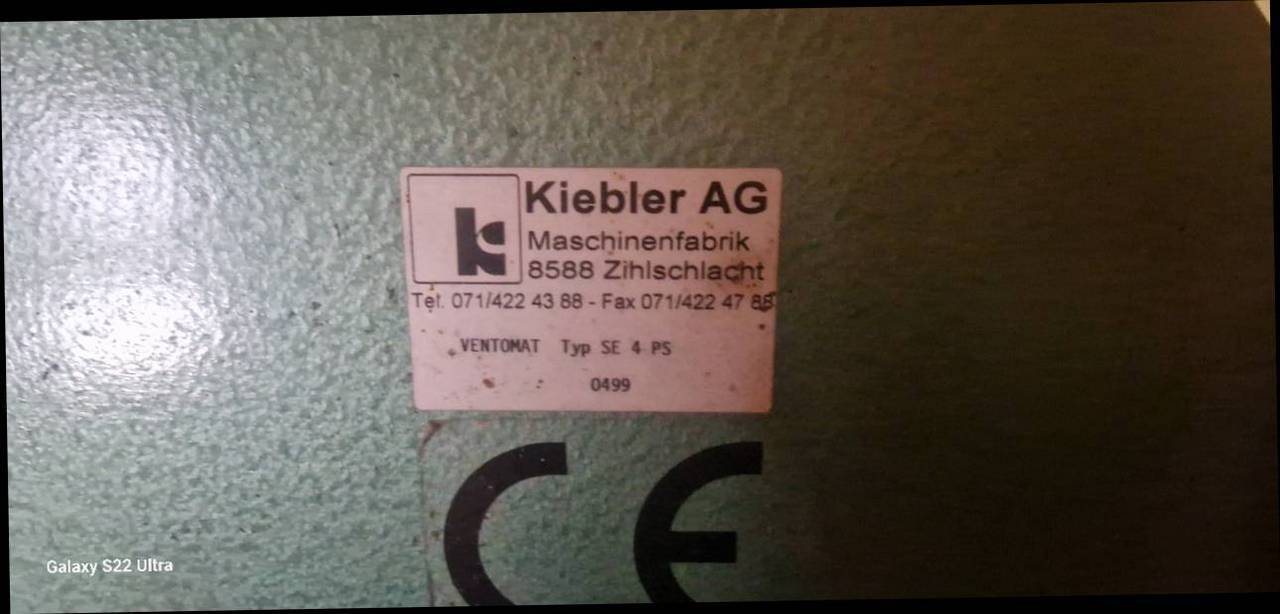 Kiebler AG
Maschinenfabrik
8588 Zihlschlacht
Tel. 071/422 43 88 - Fax 071/422 47 88
VENTOMAT Typ SE 4 PS
0499
CE
Galaxy S22 Ultra